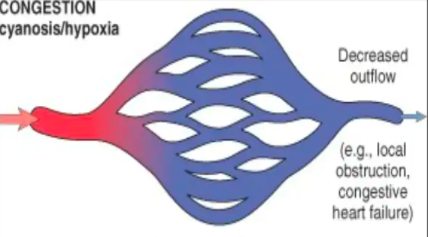 CONGESTION
cyanosis/hypoxia
Decreased
outflow
(e.g., local
obstruction,
congestive
heart failure)